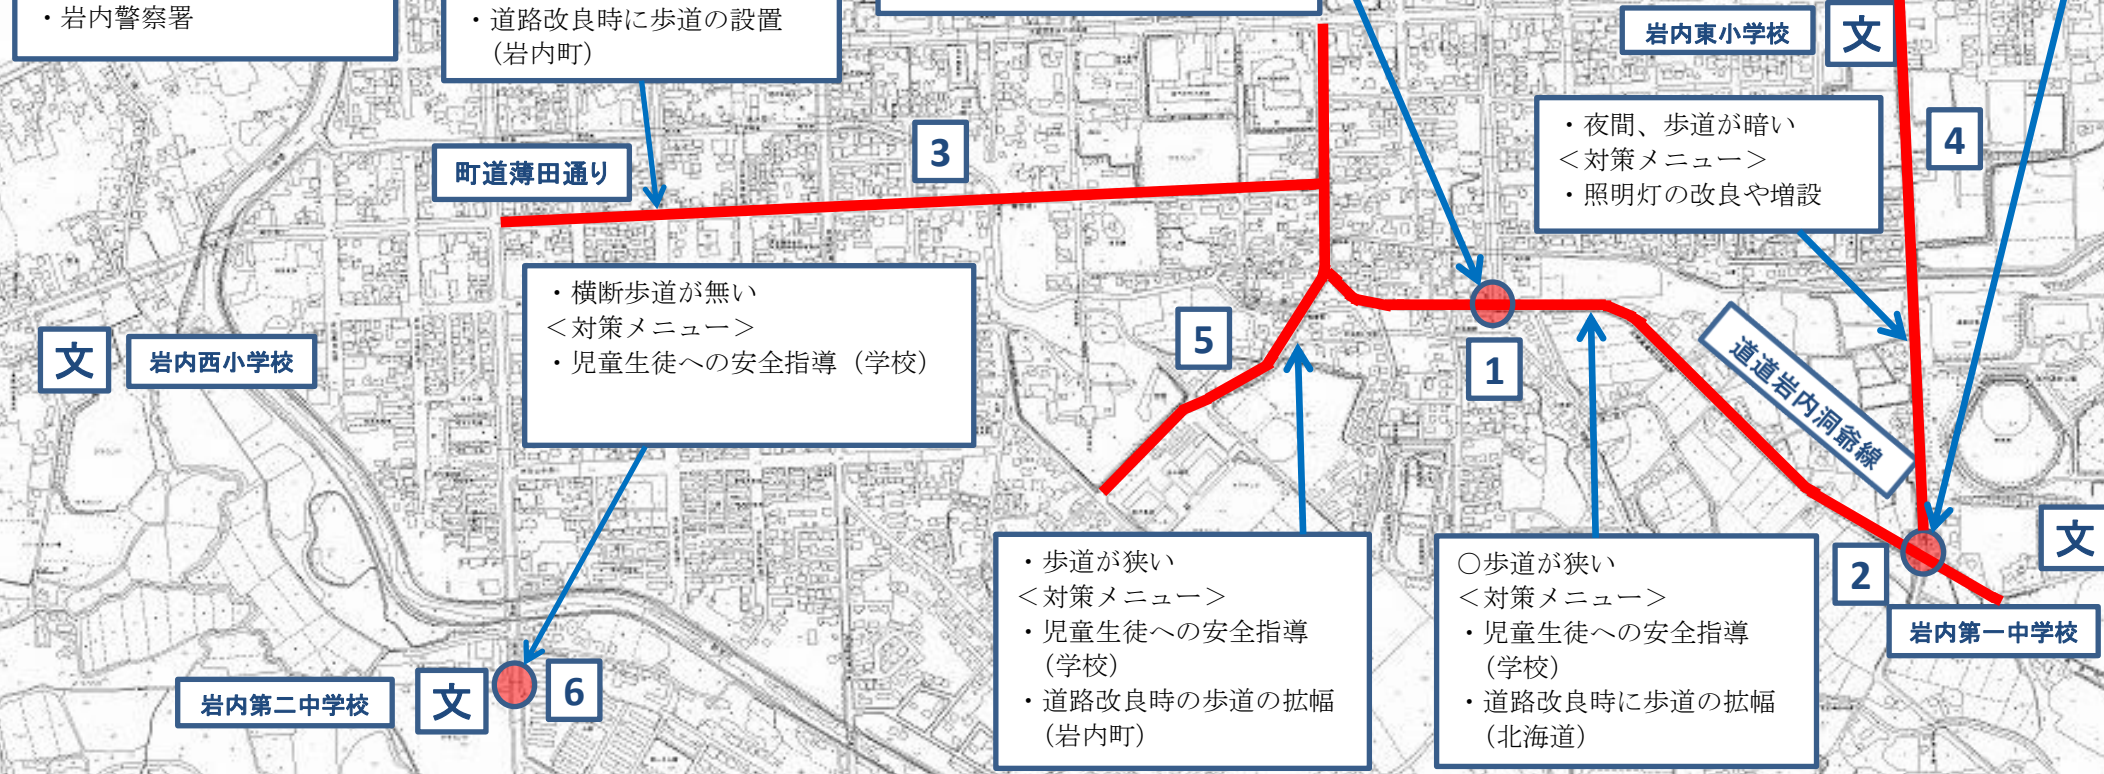 ・岩内警察署
・道路改良時に歩道の設置
（岩内町）
岩内東小学校
文
・夜間、歩道が暗い
＜対策メニュー＞
・照明灯の改良や増設
4
3
町道薄田通り
・横断歩道が無い
＜対策メニュー＞
・児童生徒への安全指導（学校）
文
岩内西小学校
5
1
道道岩内洞爺線
・歩道が狭い
＜対策メニュー＞
・児童生徒への安全指導
（学校）
・道路改良時の歩道の拡幅
（岩内町）
〇歩道が狭い
＜対策メニュー＞
・児童生徒への安全指導
（学校）
・道路改良時に歩道の拡幅
（北海道）
2
文
岩内第一中学校
岩内第二中学校
文
6